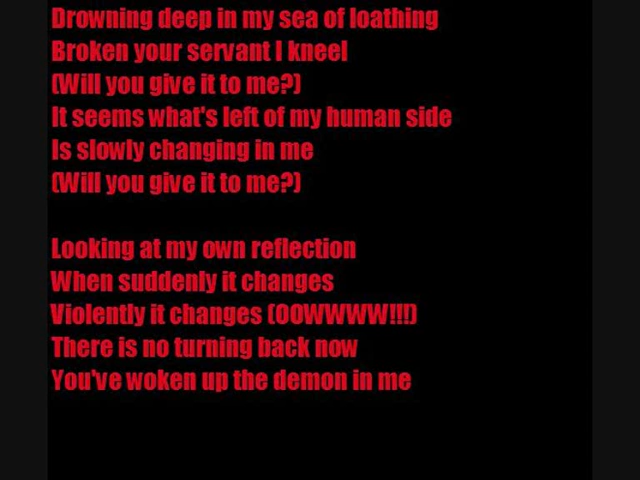 Drowning deep in my sea of loathing
Broken your servant I kneel
(Will you give it to me?)
It seems what's left of my human side
Is slowly changing in me
(Will you give it to me?)
Looking at my own reflection
When suddenly it changes
Violently it changes (OOWWWW!!!)
There is no turning back now
You've woken up the demon in me